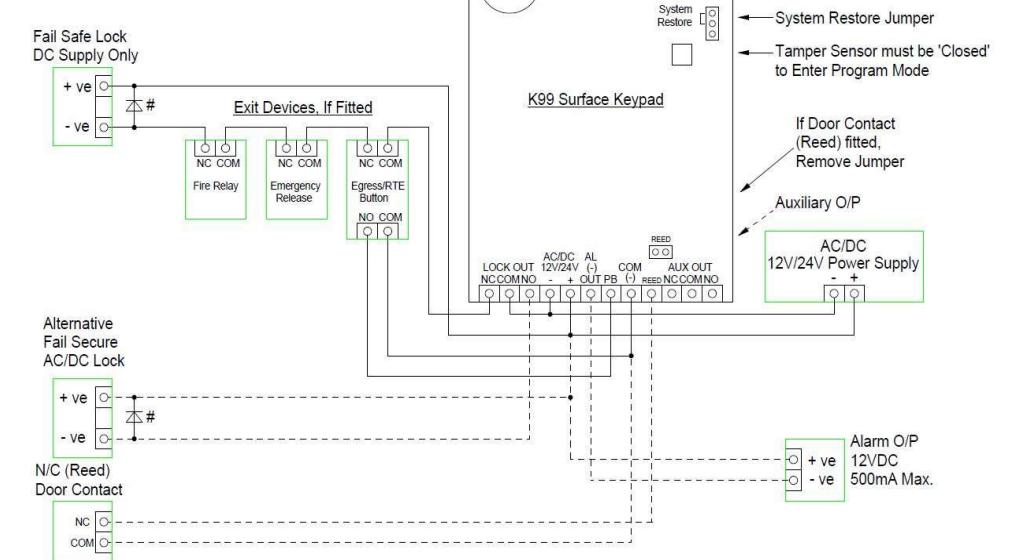 Fail Safe Lock
DC Supply Only
+ ve
- ve
#
Exit Devices, If Fitted
NC COM
Fire Relay
NC COM
Emergency
Release
NC COM
Egress/RTE
Button
NO COM
System
Restore
System Restore Jumper
Tamper Sensor must be 'Closed'
to Enter Program Mode
K99 Surface Keypad
If Door Contact
(Reed) fitted,
Remove Jumper
Auxiliary O/P
REED
LOCK OUT
NC COM NO
AC/DC
12V/24V
- +
AL
(-)
OUT
PB
COM
(-)
REED
AUX OUT
NC COM NO
AC/DC
12V/24V Power Supply
- +
Alternative
Fail Secure
AC/DC Lock
+ ve
- ve
#
N/C (Reed)
Door Contact
NC
COM
Alarm O/P
12VDC
500mA Max.
+ ve
- ve